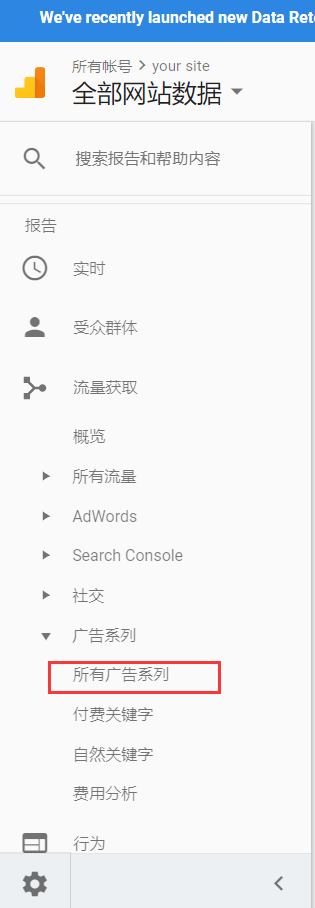 We've recently launched new Data Rete
所有帐号 > your site
全部网站数据
搜索报告和帮助内容
报告
实时
受众群体
流量获取
概览
所有流量
AdWords
Search Console
社交
广告系列
所有广告系列
付费关键字
自然关键字
费用分析
行为